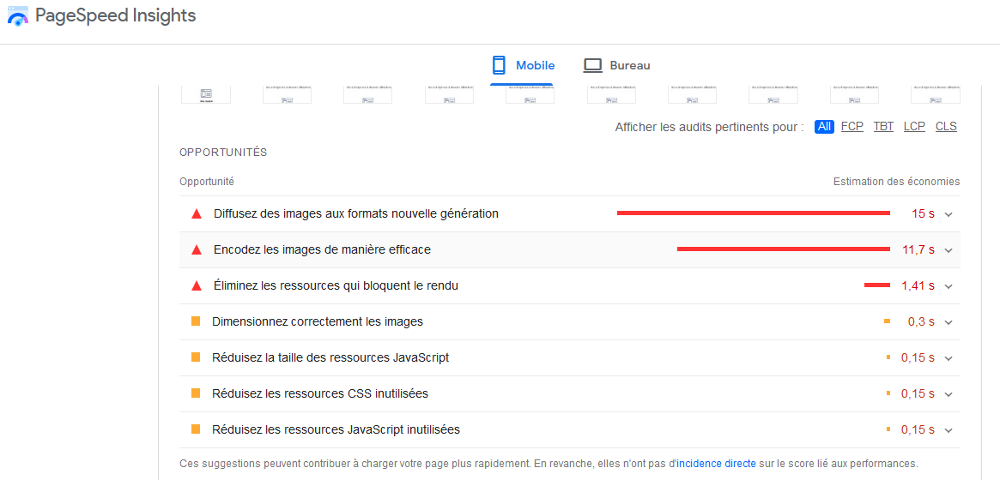 PageSpeed Insights
Mobile
Bureau
Afficher les audits pertinents pour :
All FCP TBT LCP CLS
OPPORTUNITÉS
Opportunité
Estimation des économies
Diffusez des images aux formats nouvelle génération
15 s
Encodez les images de manière efficace
11,7 s
Éliminez les ressources qui bloquent le rendu
1,41 s
Dimensionnez correctement les images
0,3 s
Réduisez la taille des ressources JavaScript
0,15 s
Réduisez les ressources CSS inutilisées
0,15 s
Réduisez les ressources JavaScript inutilisées
0,15 s
Ces suggestions peuvent contribuer à charger votre page plus rapidement. En revanche, elles n'ont pas d'incidence directe sur le score lié aux performances.